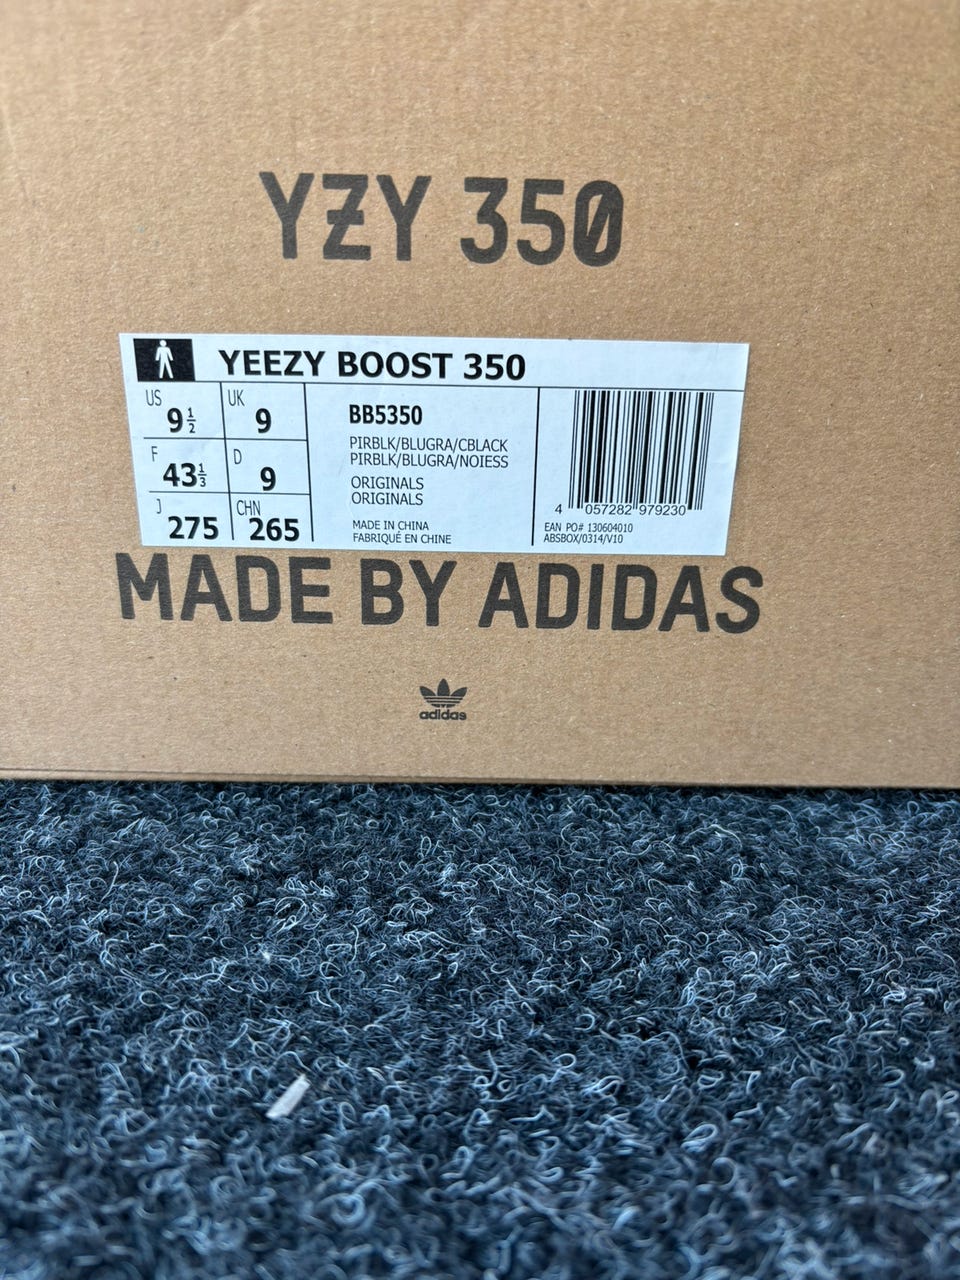 YZY 350
YEEZY BOOST 350
US 9 1/2
UK 9
F 43 1/3
D 9
J 275
CHN 265
BB5350
PIRBLK/BLUGRA/CBLACK
PIRBLK/BLUGRA/NOIESS
ORIGINALS
ORIGINALS
MADE IN CHINA
FABRIQUÉ EN CHINE
4 057282 979230
EAN PO# 130604010
ABSBOX/0314/V10
MADE BY ADIDAS
adidas